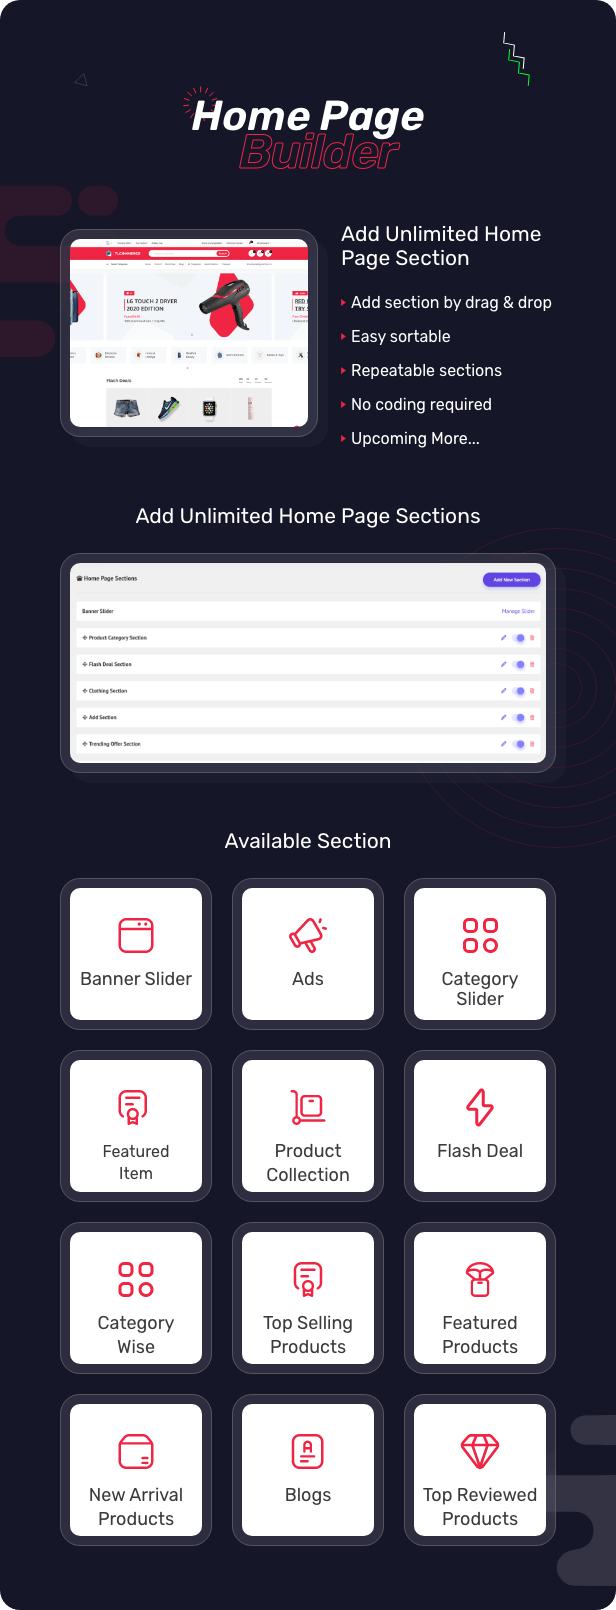 Home Page
Builder
Add Unlimited Home
Page Section
Add section by drag & drop
Easy sortable
Repeatable sections
No coding required
Upcoming More...
LG TOUCH 2 DRYER
2020 EDITION
Flash Deals
Add Unlimited Home Page Sections
Home Page Sections
Add New Section
Banner Slider
Manage Slider
Product Category Section
Flash Deal Section
Clothing Section
Add Section
Trending Offer Section
Available Section
Banner Slider
Ads
Category
Slider
Featured
Item
Product
Collection
Flash Deal
Category
Wise
Top Selling
Products
Featured
Products
New Arrival
Products
Blogs
Top Reviewed
Products